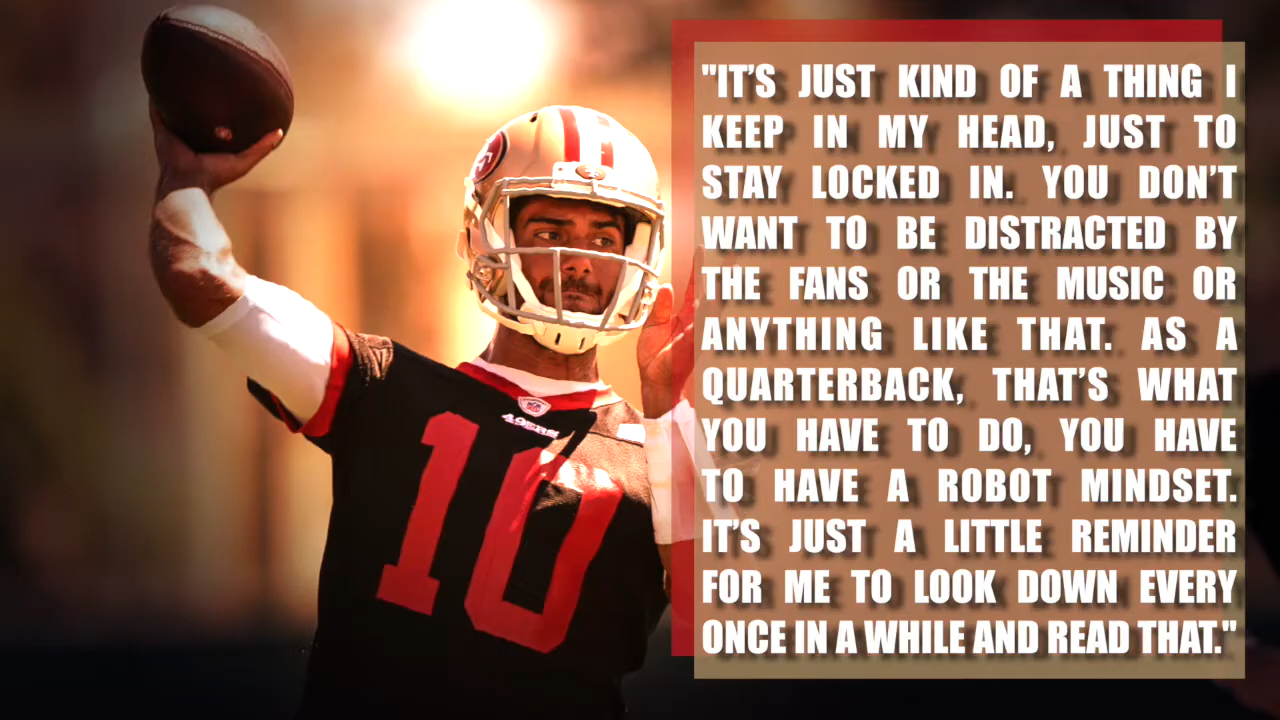 "IT'S JUST KIND OF A THING I
KEEP IN MY HEAD, JUST TO
STAY LOCKED IN. YOU DON'T
WANT TO BE DISTRACTED BY
THE FANS OR THE MUSIC OR
ANYTHING LIKE THAT. AS A
QUARTERBACK, THAT'S WHAT
YOU HAVE TO DO, YOU HAVE
TO HAVE A ROBOT MINDSET.
IT'S JUST A LITTLE REMINDER
FOR ME TO LOOK DOWN EVERY
ONCE IN A WHILE AND READ THAT."
SF
NFL
49ERS
10